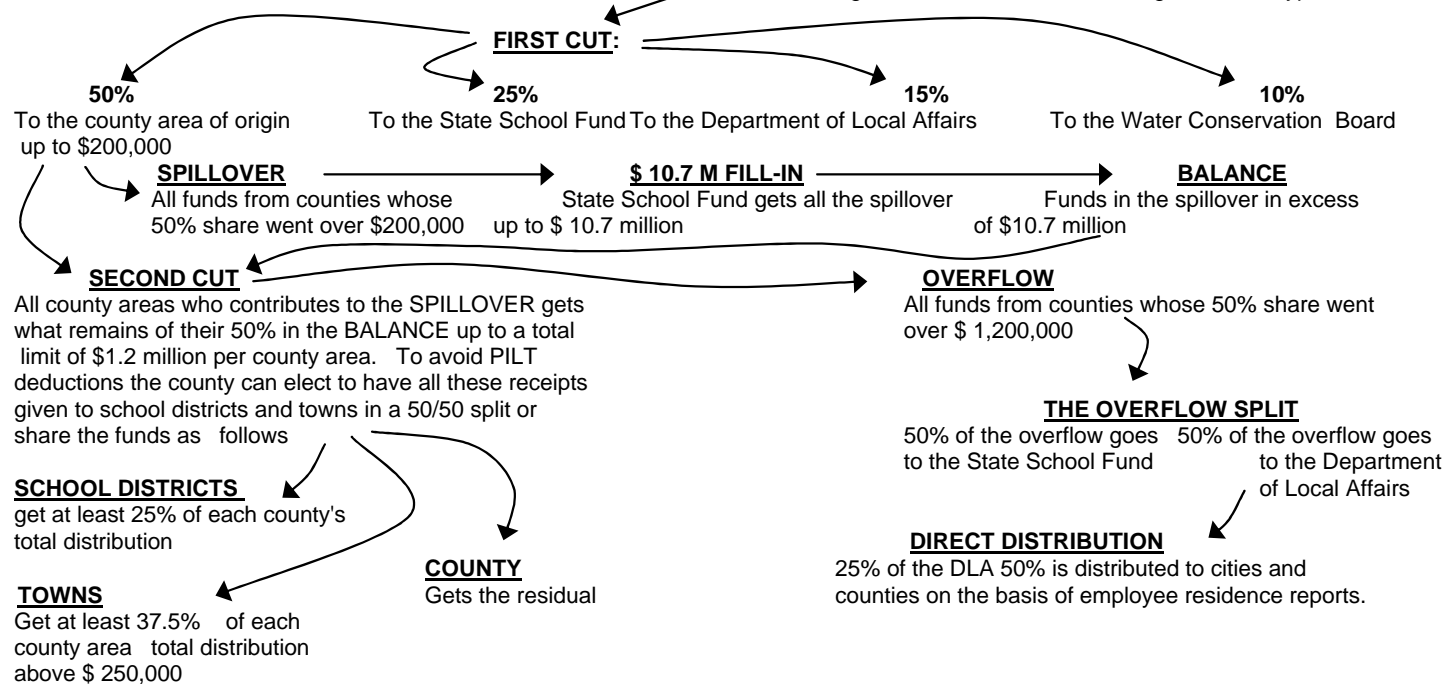 FIRST CUT:
50%
To the county area of origin
up to $200,000
25%
To the State School Fund
15%
To the Department of Local Affairs
10%
To the Water Conservation Board
SPILLOVER
All funds from counties whose
50% share went over $200,000
$ 10.7 M FILL-IN
State School Fund gets all the spillover
up to $ 10.7 million
BALANCE
Funds in the spillover in excess
of $10.7 million
SECOND CUT
All county areas who contributes to the SPILLOVER gets
what remains of their 50% in the BALANCE up to a total
limit of $1.2 million per county area. To avoid PILT
deductions the county can elect to have all these receipts
given to school districts and towns in a 50/50 split or
share the funds as follows
OVERFLOW
All funds from counties whose 50% share went
over $ 1,200,000
THE OVERFLOW SPLIT
50% of the overflow goes
to the State School Fund
50% of the overflow goes
to the Department
of Local Affairs
SCHOOL DISTRICTS
get at least 25% of each county's
total distribution
COUNTY
Gets the residual
DIRECT DISTRIBUTION
25% of the DLA 50% is distributed to cities and
counties on the basis of employee residence reports.
TOWNS
Get at least 37.5% of each
county area total distribution
above $ 250,000